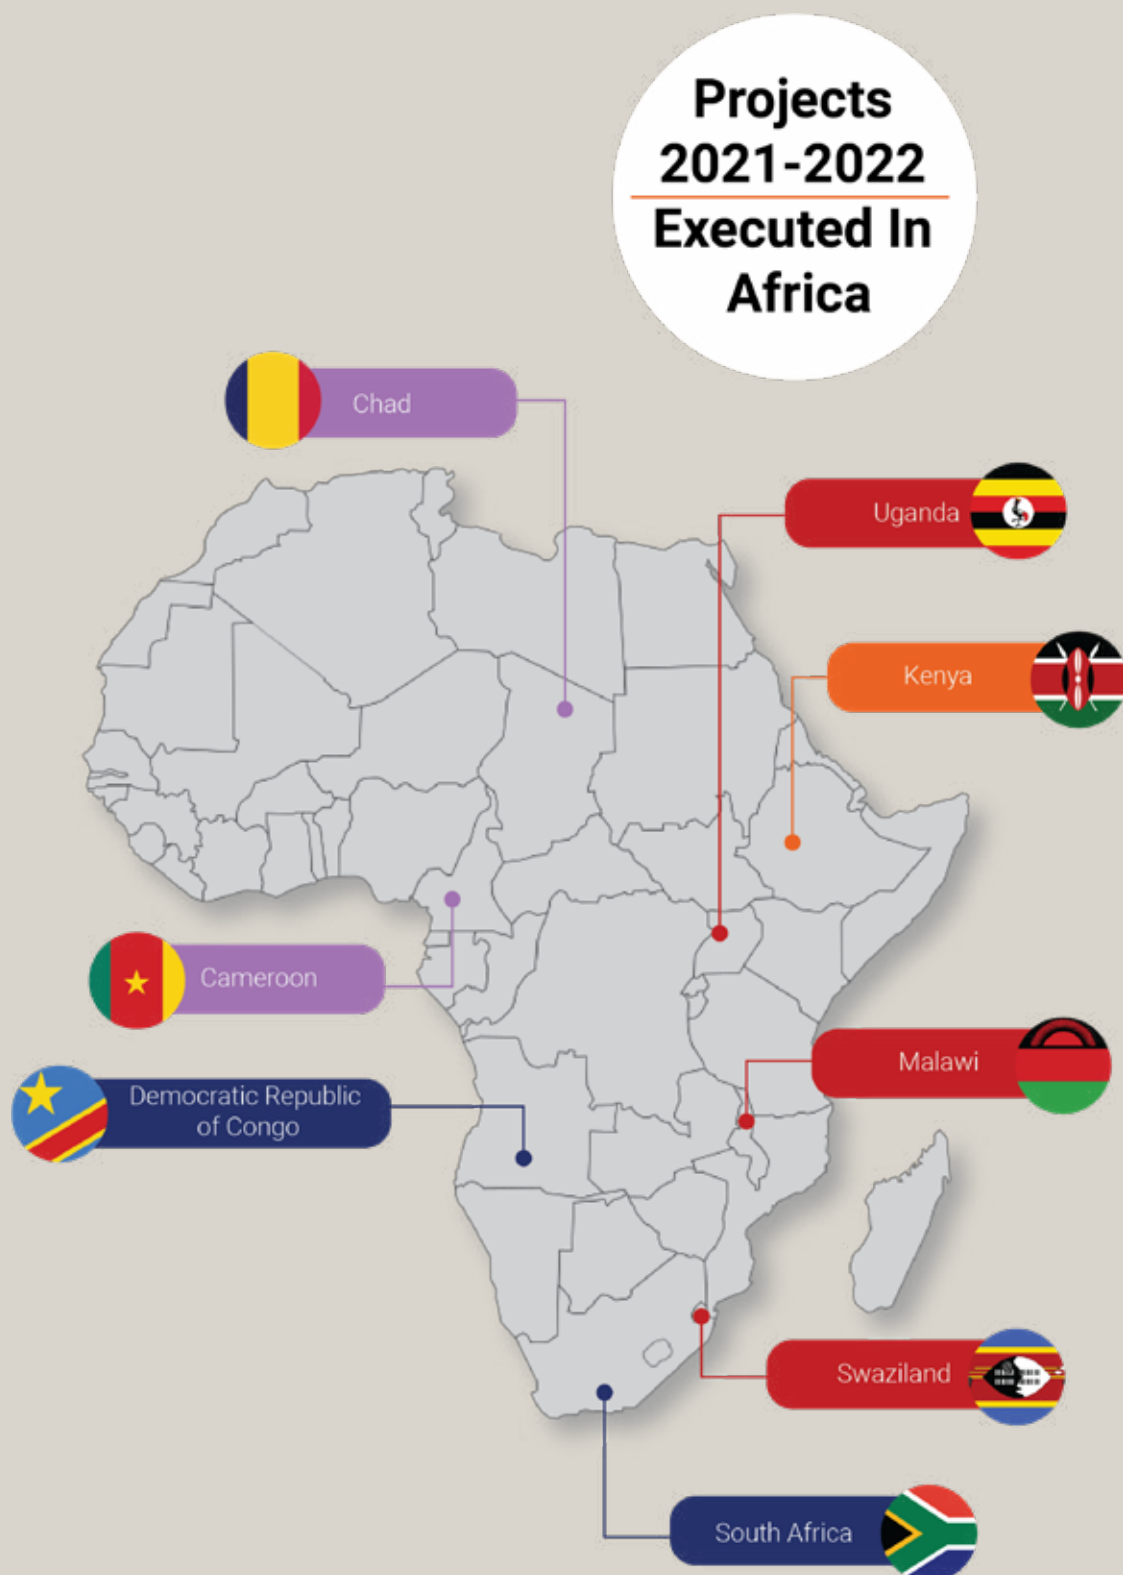 Projects
2021-2022
Executed In
Africa
Chad
Uganda
Kenya
Cameroon
Malawi
Democratic Republic
of Congo
Swaziland
South Africa